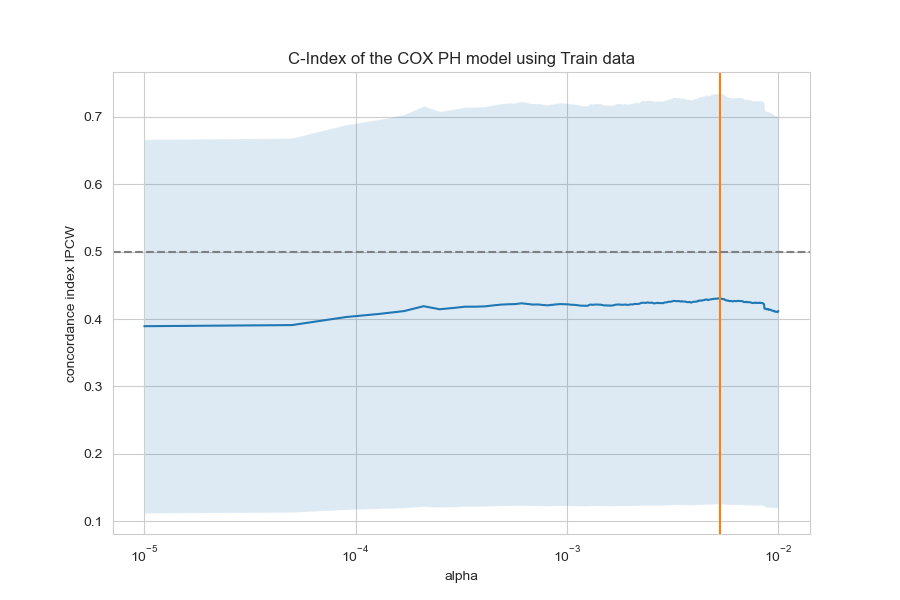 C-Index of the COX PH model using Train data
concordance index IPCW
0.7
0.6
0.5
0.4
0.3
0.2
0.1
10⁻⁵ 10⁻⁴ 10⁻³ 10⁻²
alpha